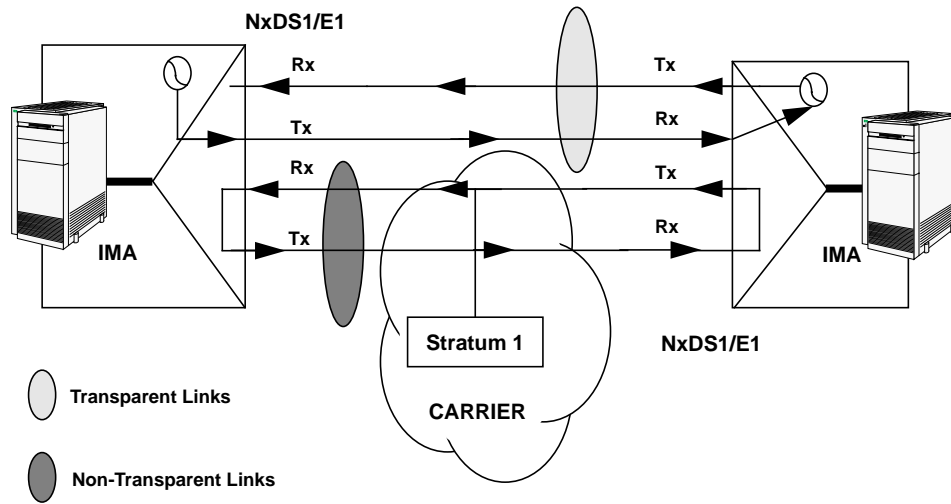 NxDS1/E1
Rx
Tx
Tx
Rx
Rx
Tx
Tx
Rx
IMA
IMA
Stratum 1
NxDS1/E1
CARRIER
Transparent Links
Non-Transparent Links